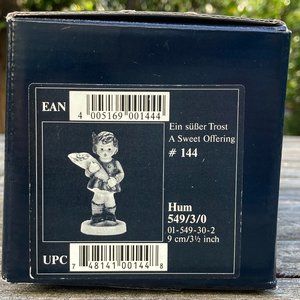 EAN
4 005169 001444
Ein süßer Trost
A Sweet Offering
# 144
Hum
549/3/0
01-549-30-2
9 cm/3½ inch
UPC
7 48141 00144 8